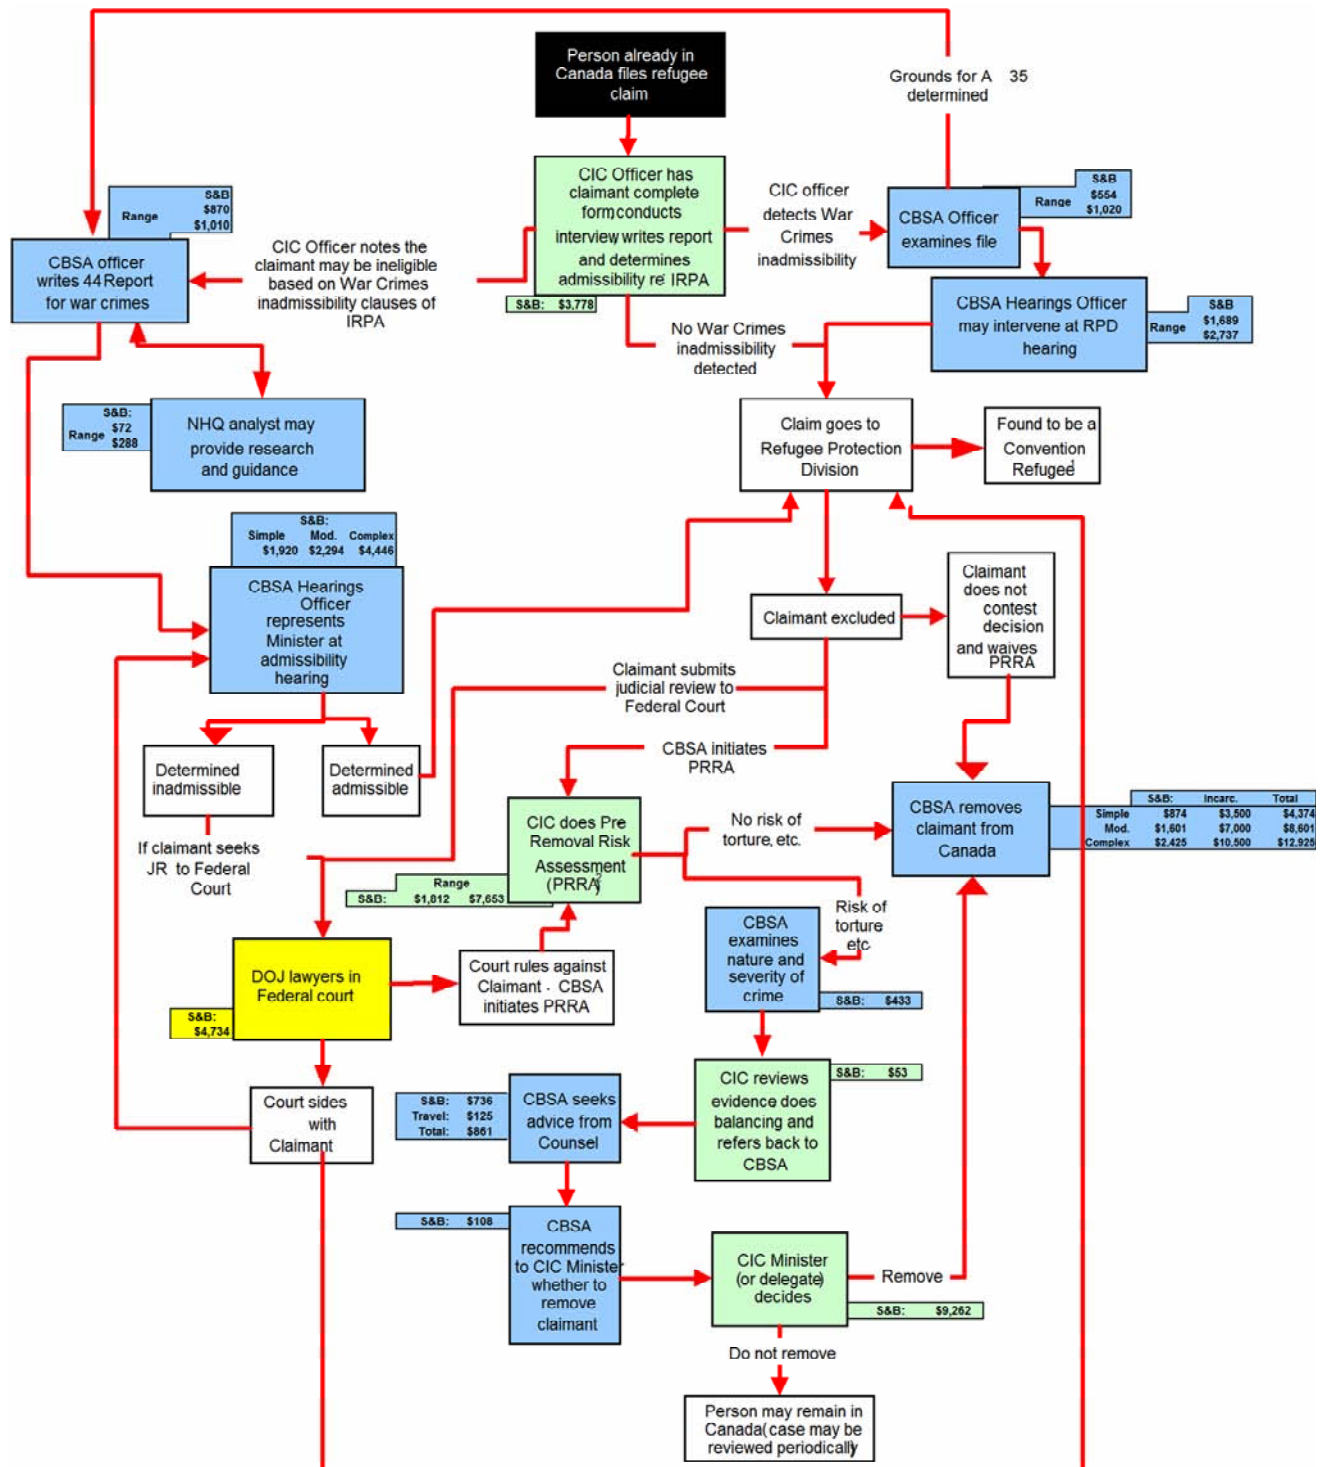 Person already in
Canada files refugee
claim
Grounds for A 35
determined
CIC Officer has
claimant complete
form conducts
interview writes report
and determines
admissibility re IRPA
S&B: $3,778
CIC officer
detects War
Crimes
inadmissibility
CBSA Officer
examines file
S&B
$554
Range
$1,020
S&B
$870
Range
$1,010
CBSA officer
writes 44 Report
for war crimes
CIC Officer notes the
claimant may be ineligible
based on War Crimes
inadmissibility clauses of
IRPA
No War Crimes
inadmissibility
detected
CBSA Hearings Officer
may intervene at RPD
hearing
S&B
$1,689
Range
$2,737
S&B:
$72
Range
$288
NHQ analyst may
provide research
and guidance
Claim goes to
Refugee Protection
Division
Found to be a
Convention
Refugee1
S&B:
Simple Mod. Complex
$1,920 $2,294 $4,446
CBSA Hearings
Officer
represents
Minister at
admissibility
hearing
Claimant excluded
Claimant
does not
contest
decision
and waives
PRRA
Claimant submits
judicial review to
Federal Court
Determined
inadmissible
Determined
admissible
CBSA initiates
PRRA
If claimant seeks
JR to Federal
Court
CIC does Pre
Removal Risk
Assessment
(PRRA)2
Range
S&B: $1,812 $7,653
No risk of
torture, etc.
CBSA removes
claimant from
Canada
S&B: Incarc. Total
Simple $874 $3,500 $4,374
Mod. $1,601 $7,000 $8,601
Complex $2,425 $10,500 $12,925
Risk of
torture
etc.
CBSA
examines
nature and
severity of
crime
S&B: $433
DOJ lawyers in
Federal court
S&B:
$4,734
Court rules against
Claimant - CBSA
initiates PRRA
CIC reviews
evidence does
balancing and
refers back to
CBSA
S&B: $53
S&B: $736
Travel: $125
Total: $861
CBSA seeks
advice from
Counsel
Court sides
with
Claimant
S&B: $108
CBSA
recommends
to CIC Minister
whether to
remove
claimant
CIC Minister
(or delegate)
decides
Remove
S&B: $9,262
Do not remove
Person may remain in
Canada(case may be
reviewed periodically)